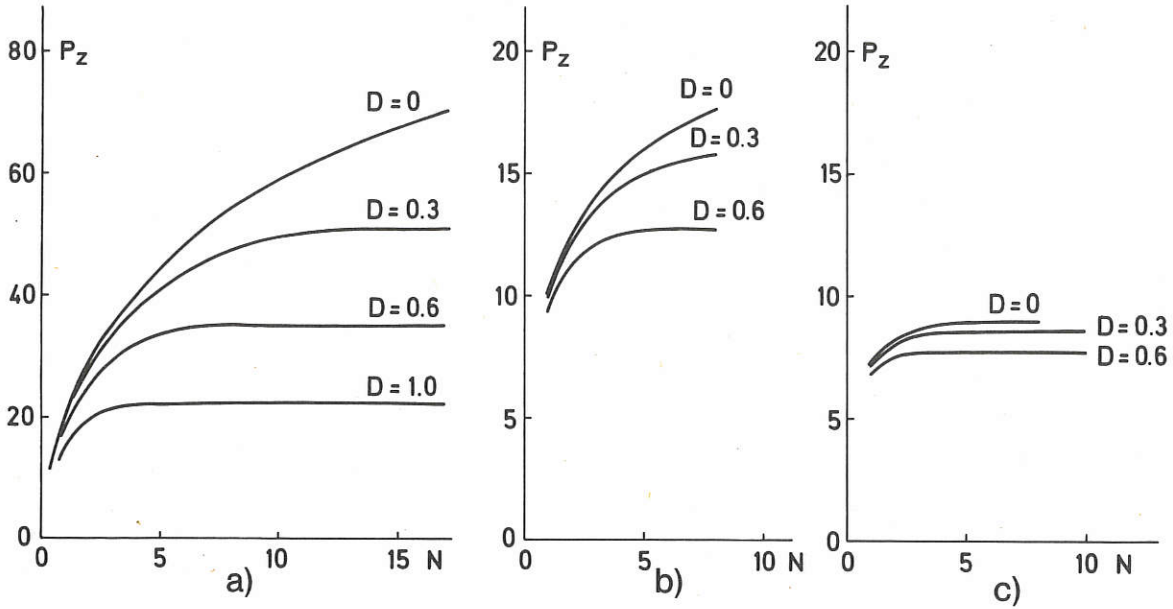 80 P_z
D = 0
60
D = 0.3
40
D = 0.6
D = 1.0
20
0
0 5 10 15 N
a)
20 P_z
D = 0
D = 0.3
15
D = 0.6
10
5
0
0 5 10 N
b)
20 P_z
15
10
D = 0
D = 0.3
D = 0.6
5
0
0 5 10 N
c)